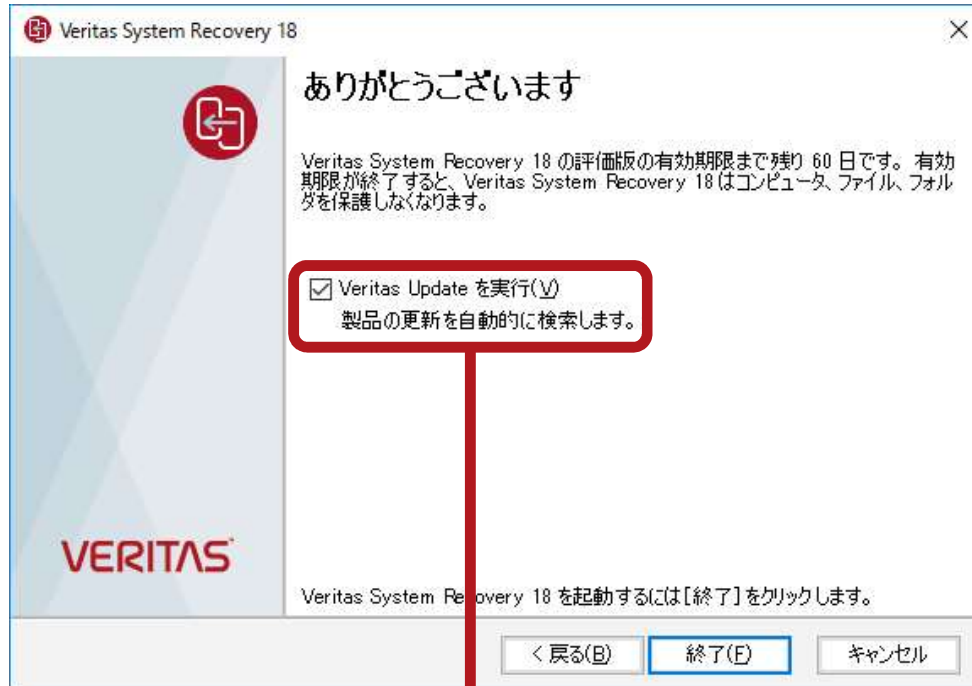 Veritas System Recovery 18
ありがとうございます
Veritas System Recovery 18 の評価版の有効期限まで残り 60 日です。 有効
期限が終了すると、Veritas System Recovery 18 はコンピュータ、ファイル、フォル
ダを保護しなくなります。
Veritas Update を実行(V)
製品の更新を自動的に検索します。
VERITAS
Veritas System Recovery 18 を起動するには[終了]をクリックします。
< 戻る(B)
終了(F)
キャンセル